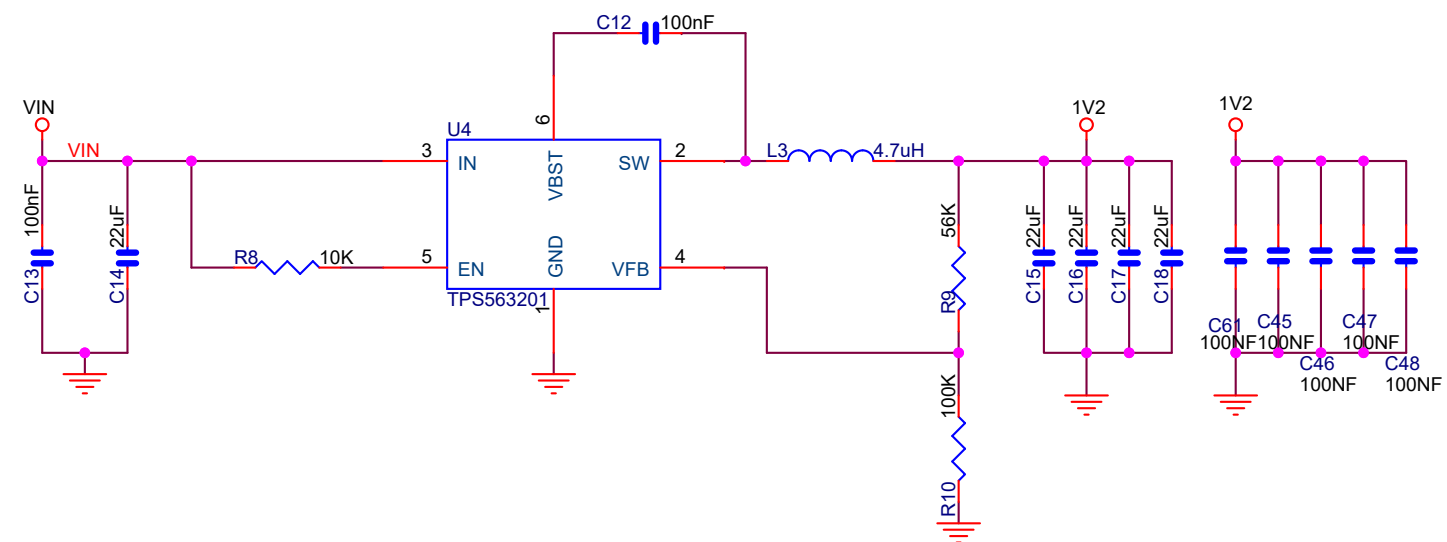 C12 100nF
VIN
VIN
U4
1V2
1V2
3 IN
6 VBST
SW 2
L3 4.7uH
100nF
C13
22uF
C14
R8 10K
5 EN
GND
1
VFB 4
TPS563201
56K
R9
22uF
C15
22uF
C16
22uF
C17
22uF
C18
100K
R10
C61
100NF
C45
100NF
C46
100NF
C47
100NF
C48
100NF